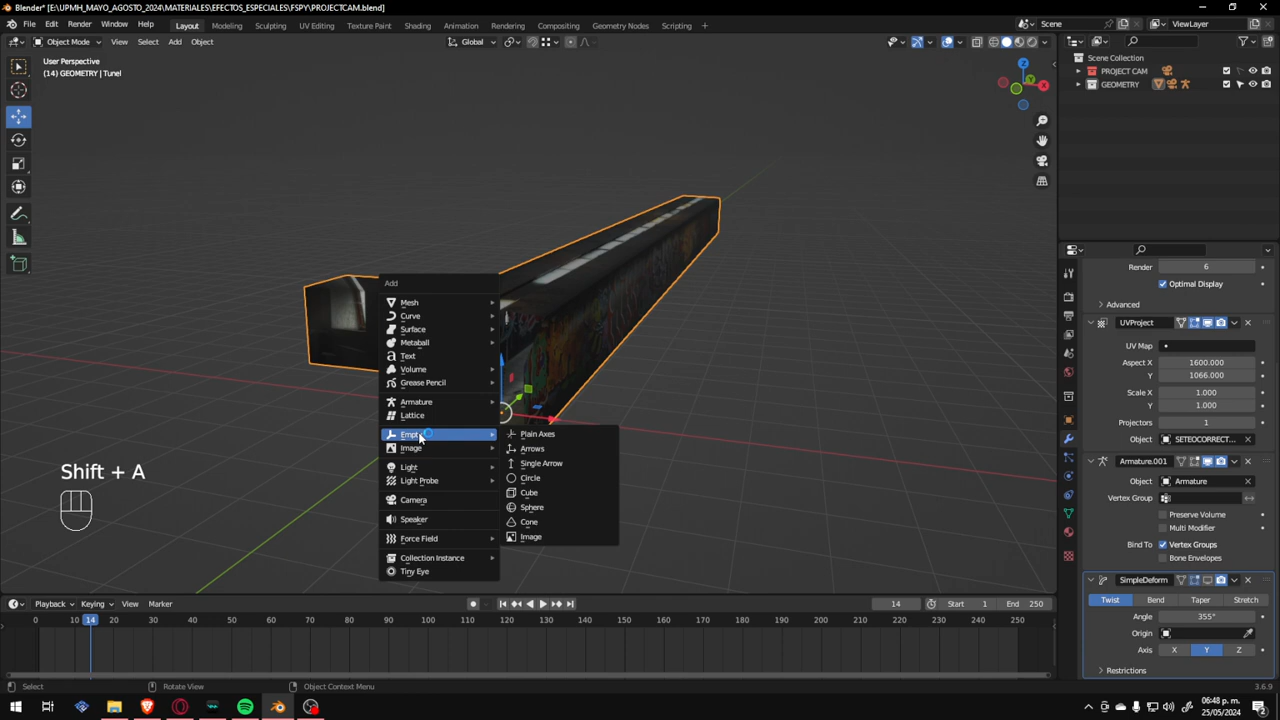 Blender* [E:\UPMH_MAYO_AGOSTO_2024\MATERIALES\EFECTOS_ESPECIALES\FSPY\PROJECTCAM.blend]
File Edit Render Window Help Layout Modeling Sculpting UV Editing Texture Paint Shading Animation Rendering Compositing Geometry Nodes Scripting + Scene ViewLayer
Object Mode View Select Add Object Global
User Perspective
(14) GEOMETRY | Tunel
Z
Y
X
Scene Collection
PROJECT CAM
GEOMETRY
Add
Mesh
Curve
Surface
Metaball
Text
Volume
Grease Pencil
Armature
Lattice
Empty
Image
Light
Light Probe
Camera
Speaker
Force Field
Collection Instance
Tiny Eye
Plain Axes
Arrows
Single Arrow
Circle
Cube
Sphere
Cone
Image
Shift + A
Render 6
Optimal Display
Advanced
UVProject
UV Map
Aspect X 1600.000
Y 1066.000
Scale X 1.000
Y 1.000
Projectors 1
Object SETEOCORRECT...
Armature.001
Object Armature
Vertex Group
Preserve Volume
Multi Modifier
Bind To Vertex Groups
Bone Envelopes
SimpleDeform
Twist Bend Taper Stretch
Angle 355°
Origin
Axis X Y Z
Restrictions
Playback Keying View Marker 14 Start 1 End 250
0 10 14 20 30 40 50 60 70 80 90 100 110 120 130 140 150 160 170 180 190 200 210 220 230 240 250
Select Rotate View Object Context Menu 3.6.9
06:48 p. m.
25/05/2024
2